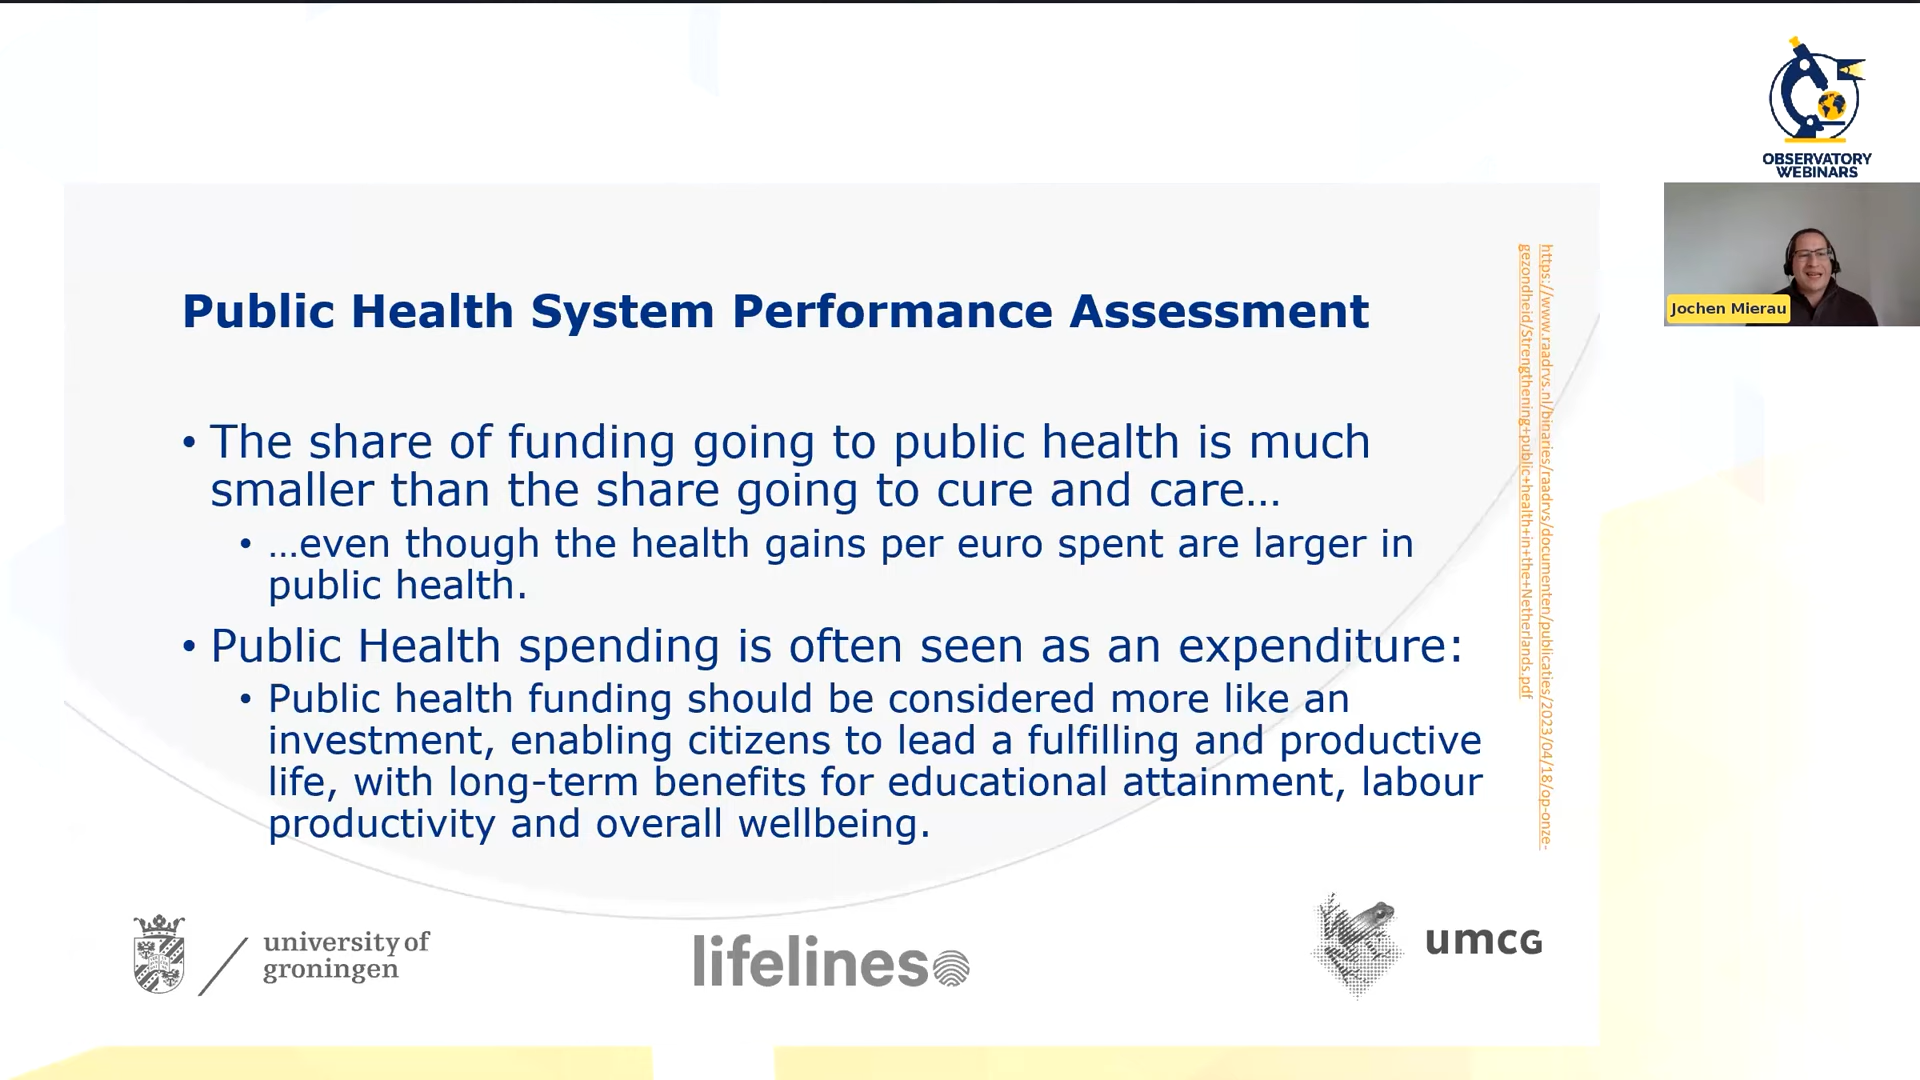 OBSERVATORY
WEBINARS
Jochen Mierau
Public Health System Performance Assessment
• The share of funding going to public health is much
smaller than the share going to cure and care…
• …even though the health gains per euro spent are larger in
public health.
• Public Health spending is often seen as an expenditure:
• Public health funding should be considered more like an
investment, enabling citizens to lead a fulfilling and productive
life, with long-term benefits for educational attainment, labour
productivity and overall wellbeing.
https://www.raadrvs.nl/binaries/raadrvs/documenten/publicaties/2023/04/18/op-onze-
gezondheid/Strengthening+public+health+in+the+Netherlands.pdf
university of
groningen
lifelines
umcg